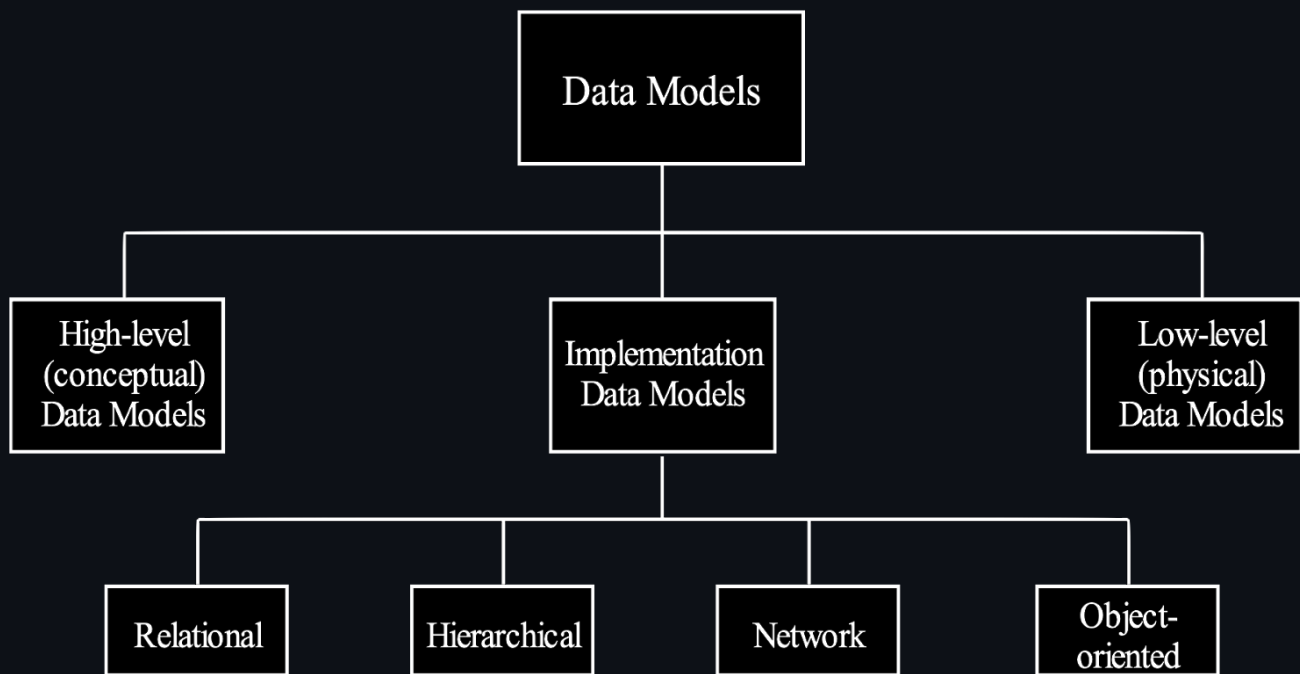 Data Models
High-level
(conceptual)
Data Models
Implementation
Data Models
Low-level
(physical)
Data Models
Relational
Hierarchical
Network
Object-
oriented